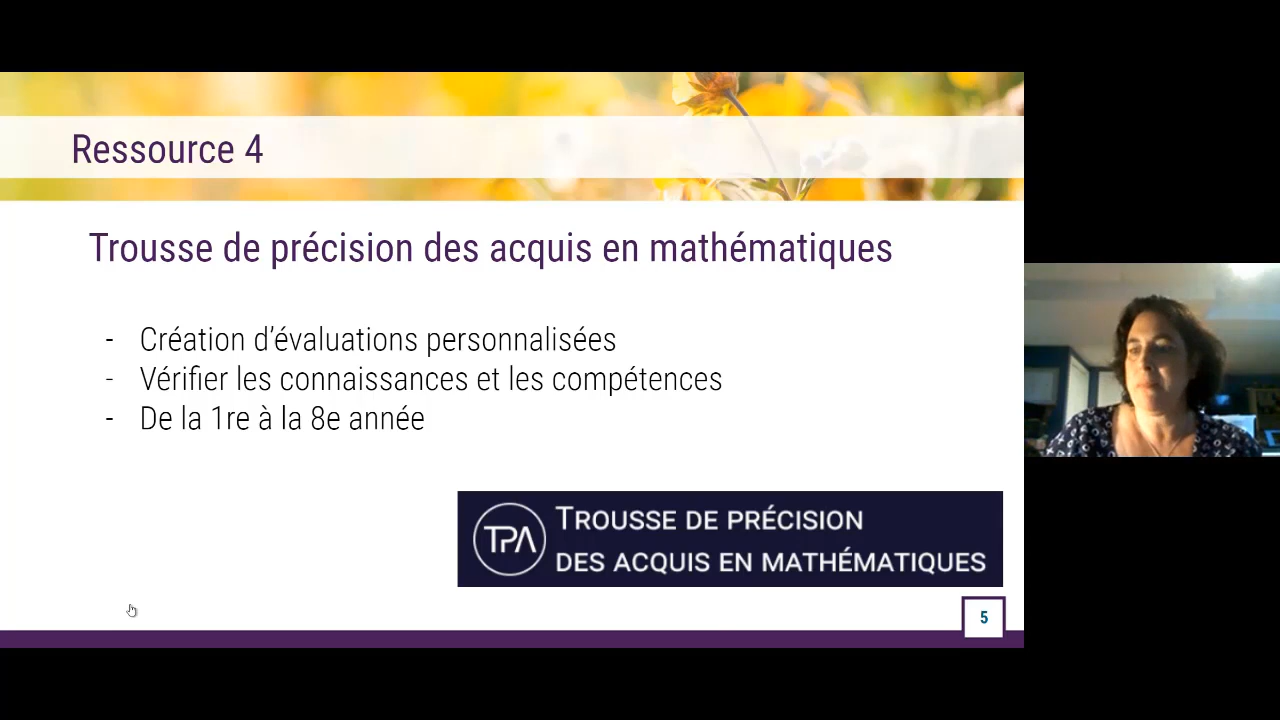 Ressource 4
Trousse de précision des acquis en mathématiques
- Création d’évaluations personnalisées
- Vérifier les connaissances et les compétences
- De la 1re à la 8e année
TPA
TROUSSE DE PRÉCISION
DES ACQUIS EN MATHÉMATIQUES
5